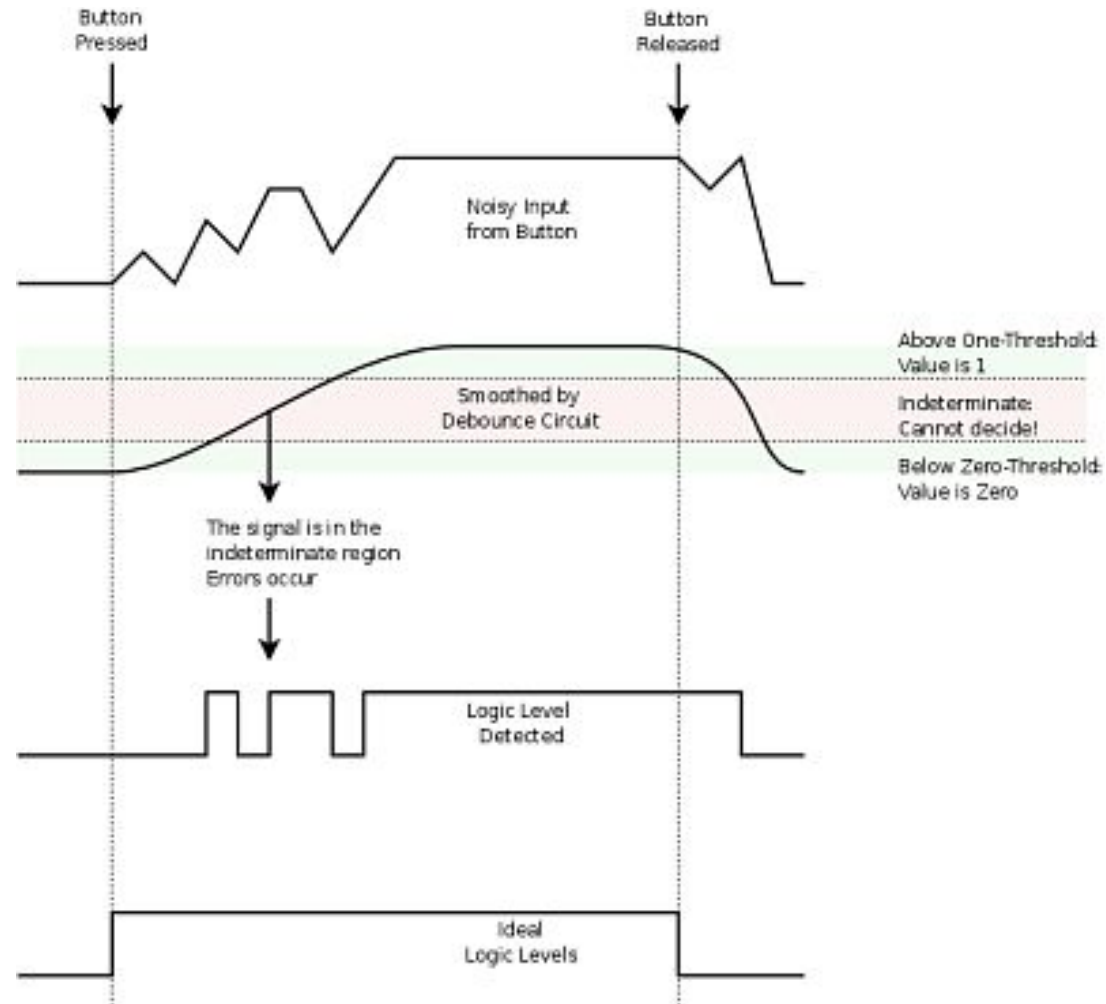 Button
Pressed
Button
Released
Noisy Input
from Button
Above One-Threshold:
Value is 1
Smoothed by
Debounce Circuit
Indeterminate:
Cannot decide!
Below Zero-Threshold:
Value is Zero
The signal is in the
indeterminate region
Errors occur
Logic Level
Detected
Ideal
Logic Levels